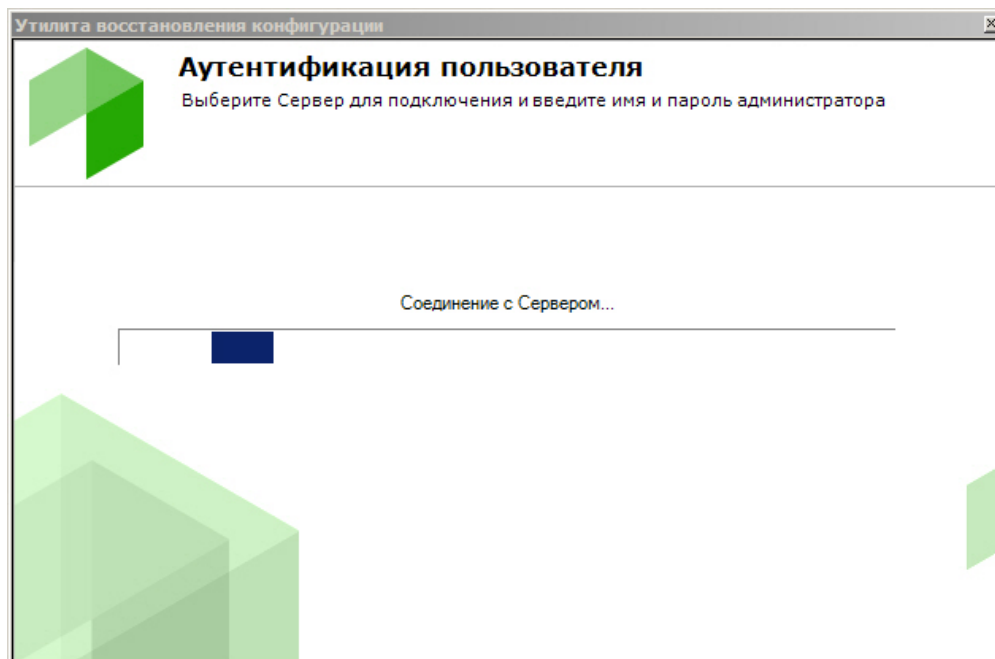 Утилита восстановления конфигурации
Аутентификация пользователя
Выберите Сервер для подключения и введите имя и пароль администратора
Соединение с Сервером...